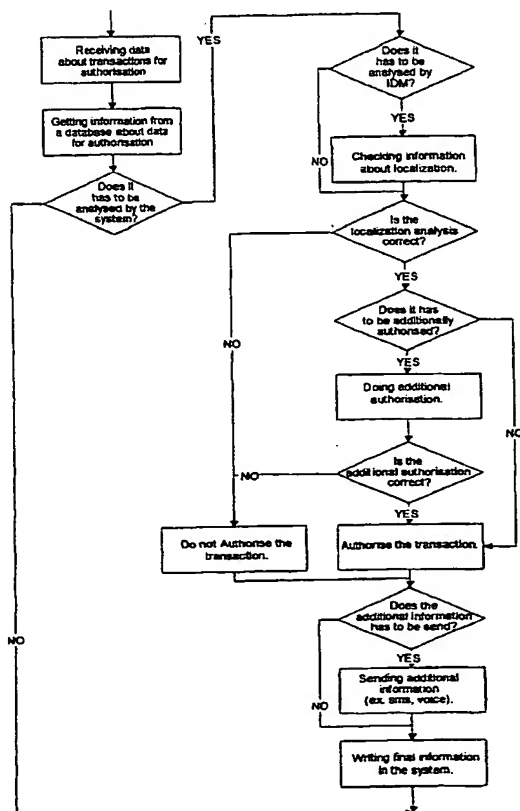 Receiving data
about transactions for
authorisation
Getting information from
a database about data
for authorisation
Does it
has to be
analysed by the
system?
YES
NO
Does it
has to be
analysed by
IDM?
YES
NO
Checking information
about localization.
Is the
localization analysis
correct?
YES
NO
Does it has
to be additionally
authorised?
YES
NO
Doing additional
authorisation.
Is the
additional authorisation
correct?
NO
YES
Do not Authorise the
transaction.
Authorise the transaction.
Does the
additional information
has to be send?
YES
NO
Sending additional
information
(ex. sms, voice).
Writing final information
in the system.